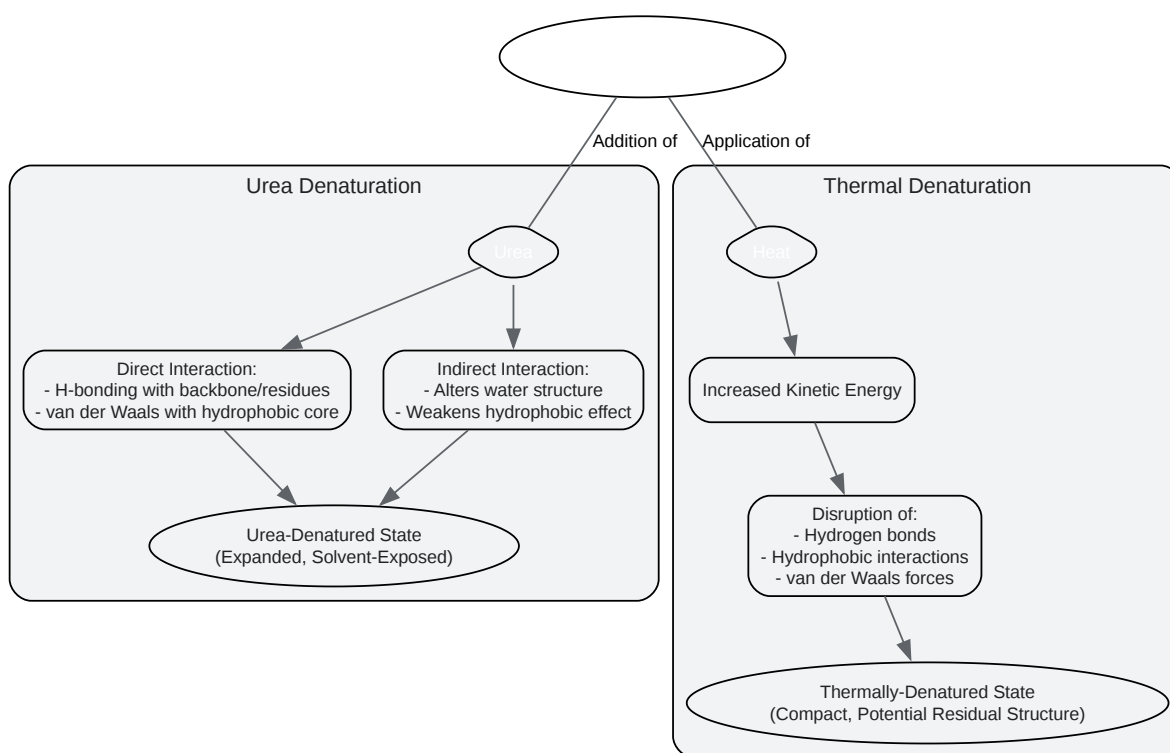 Addition of
Application of
Urea Denaturation
Thermal Denaturation
Urea
Heat
Direct Interaction:
- H-bonding with backbone/residues
- van der Waals with hydrophobic core
Indirect Interaction:
- Alters water structure
- Weakens hydrophobic effect
Increased Kinetic Energy
Urea-Denatured State
(Expanded, Solvent-Exposed)
Disruption of:
- Hydrogen bonds
- Hydrophobic interactions
- van der Waals forces
Thermally-Denatured State
(Compact, Potential Residual Structure)